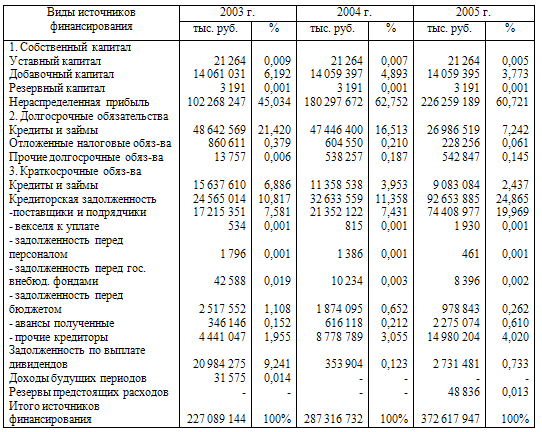 Виды источников финансирования 2003 г. 2004 г. 2005 г.
тыс. руб. % тыс. руб. % тыс. руб. %
1. Собственный капитал
Уставный капитал 21 264 0,009 21 264 0,007 21 264 0,005
Добавочный капитал 14 061 031 6,192 14 059 397 4,893 14 059 395 3,773
Резервный капитал 3 191 0,001 3 191 0,001 3 191 0,001
Нераспределенная прибыль 102 268 247 45,034 180 297 672 62,752 226 259 189 60,721
2. Долгосрочные обязательства
Кредиты и займы 48 642 569 21,420 47 446 400 16,513 26 986 519 7,242
Отложенные налоговые обяз-ва 860 611 0,379 604 550 0,210 228 256 0,061
Прочие долгосрочные обяз-ва 13 757 0,006 538 257 0,187 542 847 0,145
3. Краткосрочные обяз-ва
Кредиты и займы 15 637 610 6,886 11 358 538 3,953 9 083 084 2,437
Кредиторская задолженность 24 565 014 10,817 32 633 559 11,358 92 653 885 24,865
-поставщики и подрядчики 17 215 351 7,581 21 352 122 7,431 74 408 977 19,969
- векселя к уплате 534 0,001 815 0,001 1 930 0,001
- задолженность перед
персоналом 1 796 0,001 1 386 0,001 461 0,001
- задолженность перед гос.
внебюд. фондами 42 588 0,019 10 234 0,003 8 396 0,002
- задолженность перед
бюджетом 2 517 552 1,108 1 874 095 0,652 978 843 0,262
- авансы полученные 346 146 0,152 616 118 0,212 2 275 074 0,610
- прочие кредиторы 4 441 047 1,955 8 778 789 3,055 14 980 204 4,020
Задолженность по выплате
дивидендов 20 984 275 9,241 353 904 0,123 2 731 481 0,733
Доходы будущих периодов 31 575 0,014 - - - -
Резервы предстоящих расходов - - - - 48 836 0,013
Итого источников
финансирования 227 089 144 100% 287 316 732 100% 372 617 947 100%